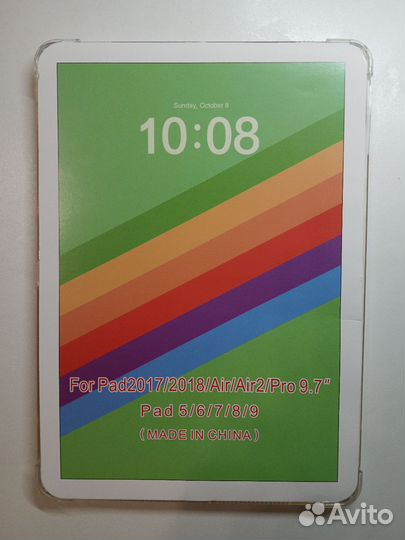 Sunday, October 8
10:08
For Pad2017/2018/Air/Air2/Pro 9.7"
Pad 5/6/7/8/9
(MADE IN CHINA)
Avito